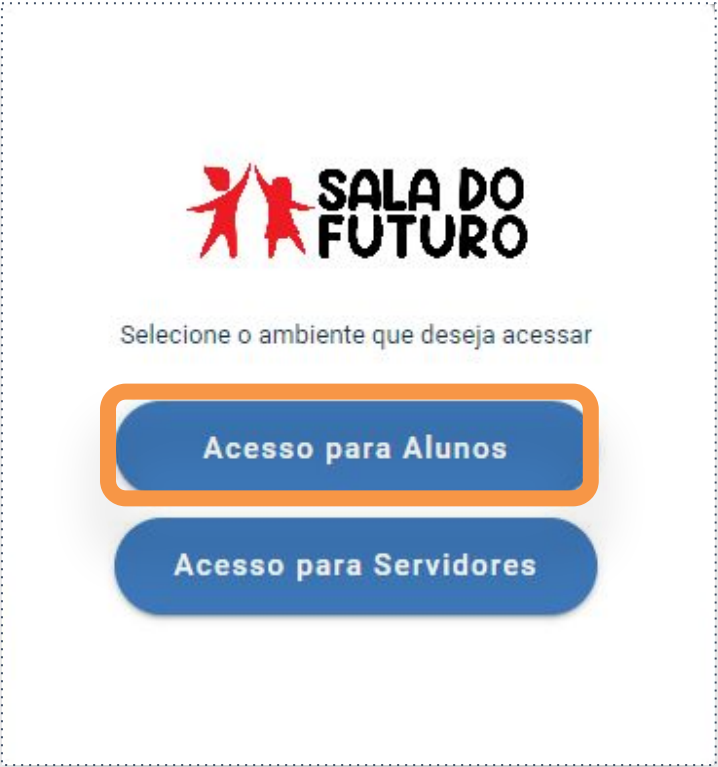 SALA DO
FUTURO
Selecione o ambiente que deseja acessar
Acesso para Alunos
Acesso para Servidores